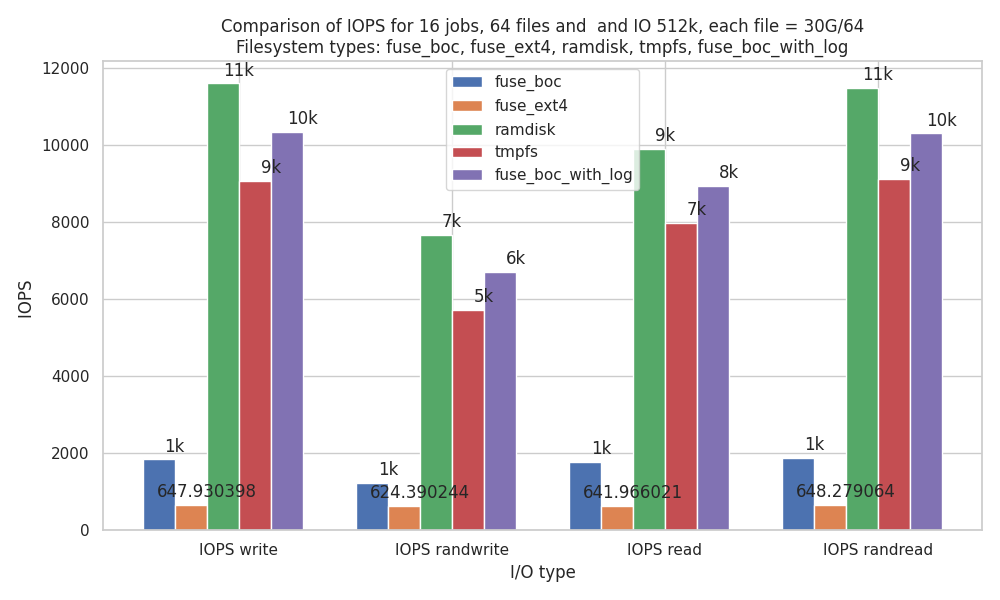 Comparison of IOPS for 16 jobs, 64 files and  and IO 512k, each file = 30G/64
Filesystem types: fuse_boc, fuse_ext4, ramdisk, tmpfs, fuse_boc_with_log
IOPS
12000
10000
8000
6000
4000
2000
0
fuse_boc
fuse_ext4
ramdisk
tmpfs
fuse_boc_with_log
1k
647.930398
11k
9k
10k
1k
624.390244
7k
5k
6k
1k
641.966021
9k
7k
8k
1k
648.279064
11k
9k
10k
IOPS write
IOPS randwrite
IOPS read
IOPS randread
I/O type